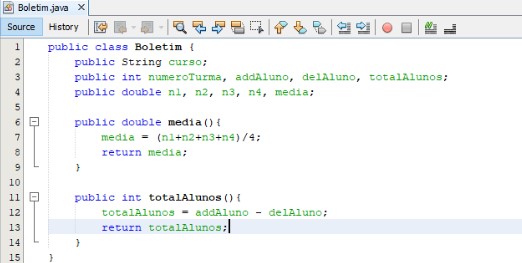 Boletim.java
Source History
1 public class Boletim {
2 public String curso;
3 public int numeroTurma, addAluno, delAluno, totalAlunos;
4 public double n1, n2, n3, n4, media;
5
6 public double media(){
7 media = (n1+n2+n3+n4)/4;
8 return media;
9 }
10
11 public int totalAlunos(){
12 totalAlunos = addAluno - delAluno;
13 return totalAlunos;
14 }
15 }